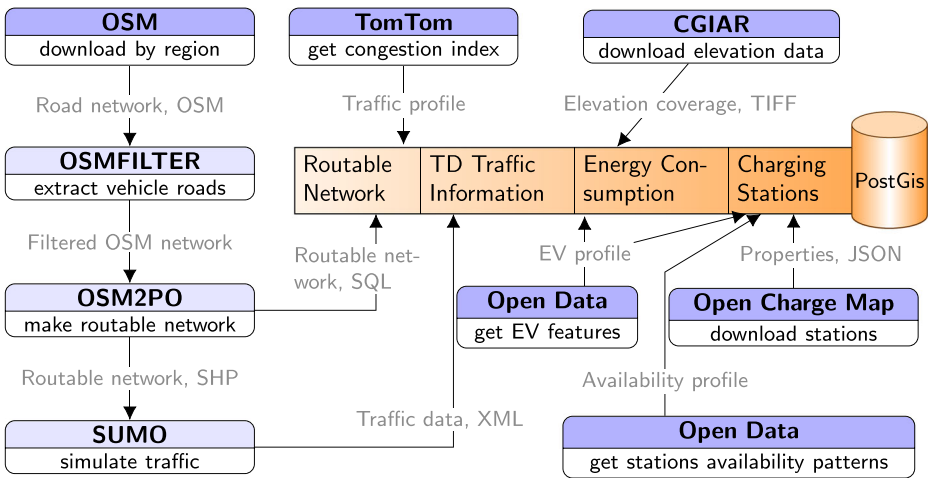 OSM
download by region
Road network, OSM
OSMFILTER
extract vehicle roads
Filtered OSM network
OSM2PO
make routable network
Routable network, SHP
SUMO
simulate traffic
TomTom
get congestion index
Traffic profile
CGIAR
download elevation data
Elevation coverage, TIFF
Routable
Network
TD Traffic
Information
Energy Con-
sumption
Charging
Stations
PostGis
Routable net-
work, SQL
Traffic data, XML
EV profile
Open Data
get EV features
Properties, JSON
Open Charge Map
download stations
Availability profile
Open Data
get stations availability patterns